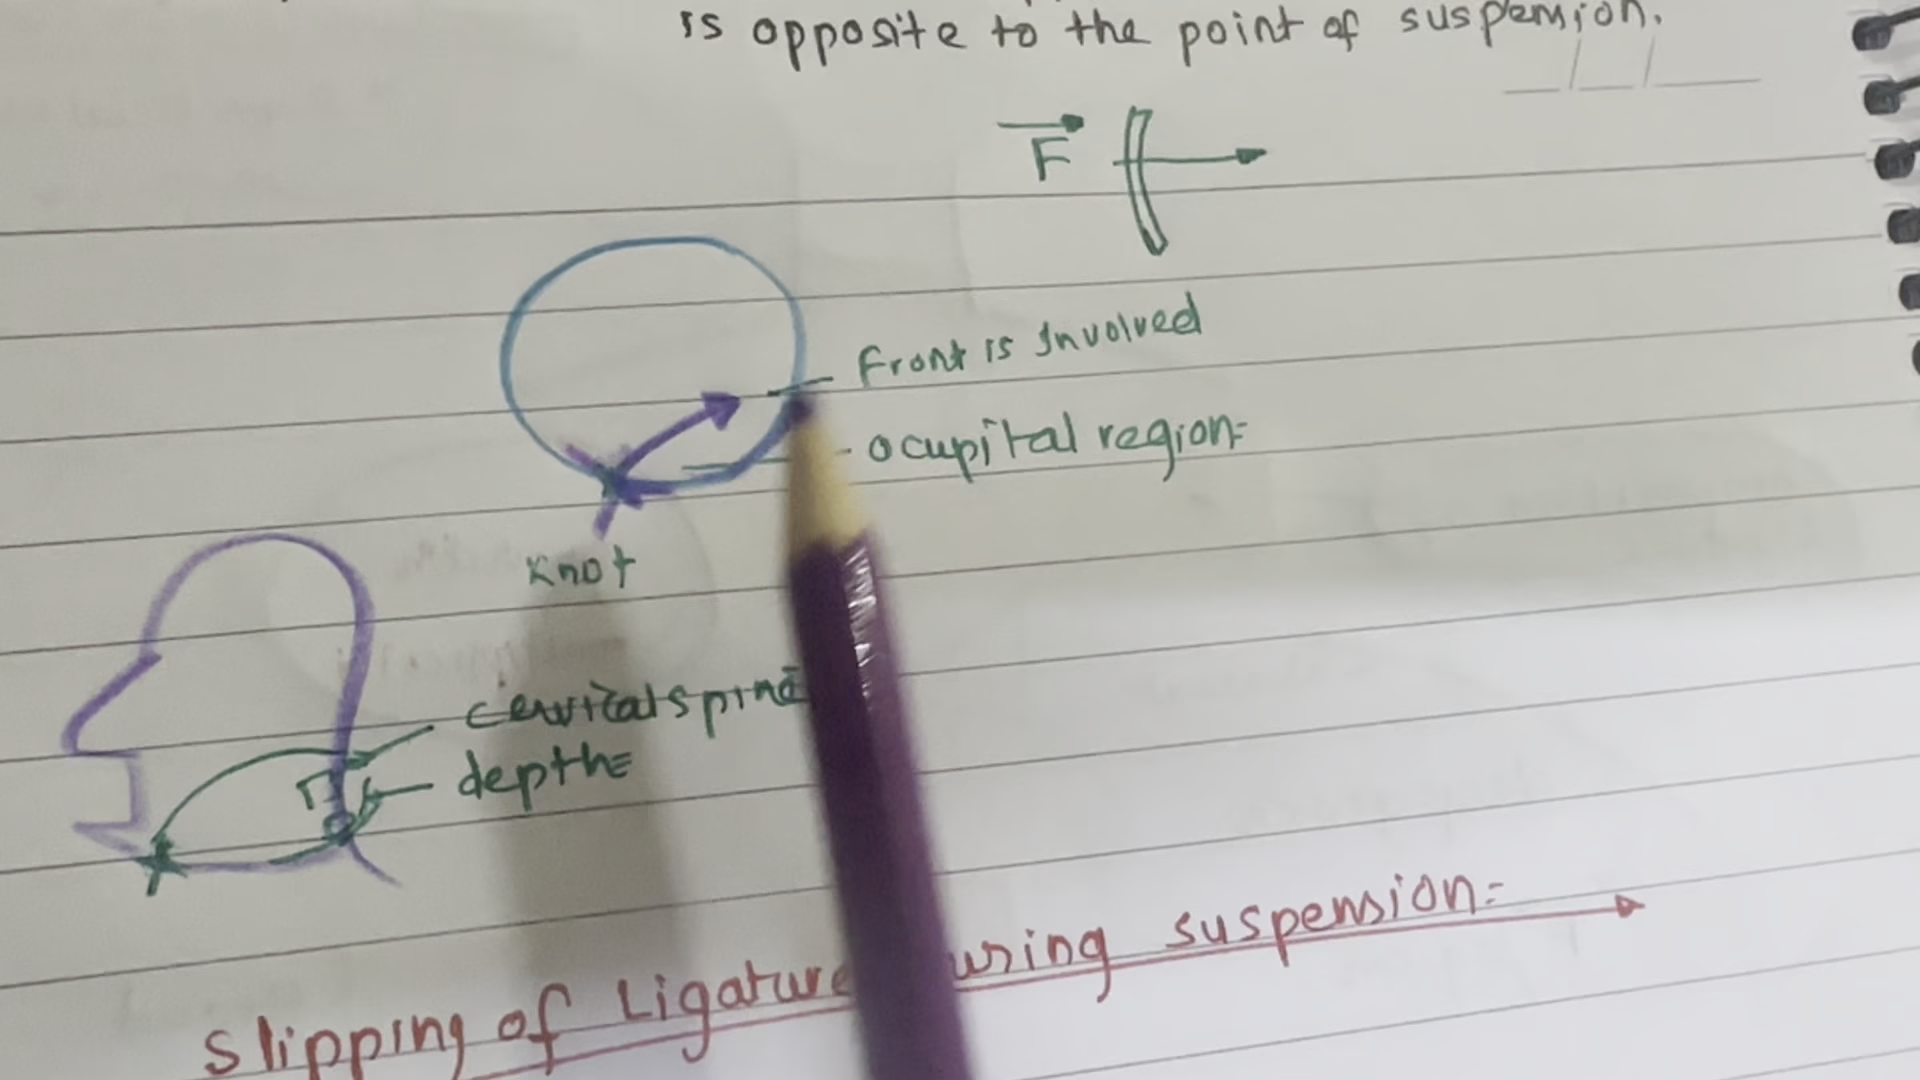 is opposite to the point of suspension.
F
Front is Involved
ocupital region=
Knot
cervical spine
depth=
slipping of Ligature uring suspension:-